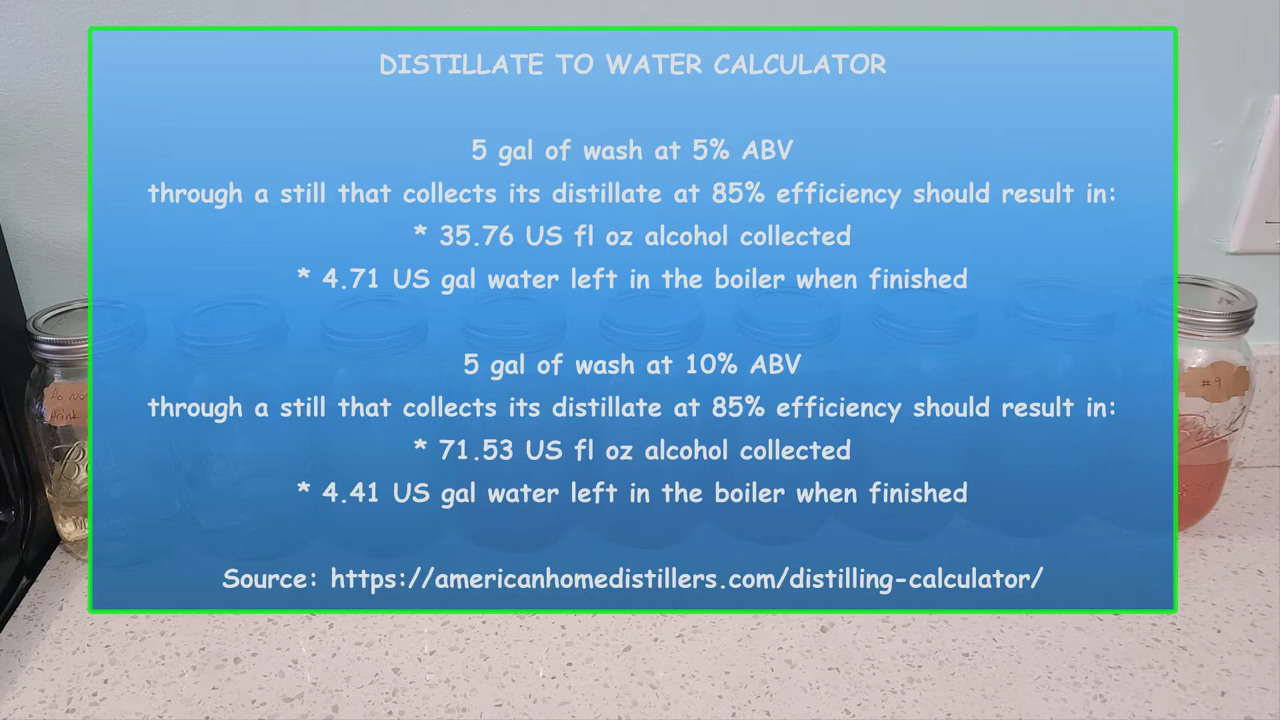 DISTILLATE TO WATER CALCULATOR
5 gal of wash at 5% ABV
through a still that collects its distillate at 85% efficiency should result in:
* 35.76 US fl oz alcohol collected
* 4.71 US gal water left in the boiler when finished
5 gal of wash at 10% ABV
through a still that collects its distillate at 85% efficiency should result in:
* 71.53 US fl oz alcohol collected
* 4.41 US gal water left in the boiler when finished
Source: https://americanhomedistillers.com/distilling-calculator/
Do
#9